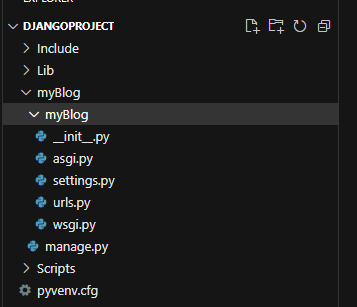 DJANGOPROJECT
Include
Lib
myBlog
myBlog
__init__.py
asgi.py
settings.py
urls.py
wsgi.py
manage.py
Scripts
pyvenv.cfg